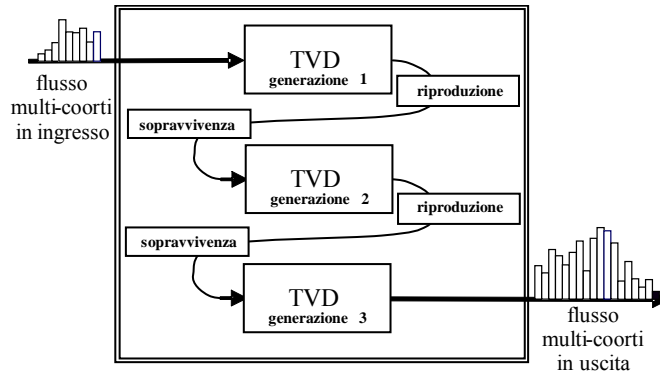 TVD
generazione 1
riproduzione
flusso
multi-coorti
in ingresso
sopravvivenza
TVD
generazione 2
riproduzione
sopravvivenza
TVD
generazione 3
flusso
multi-coorti
in uscita